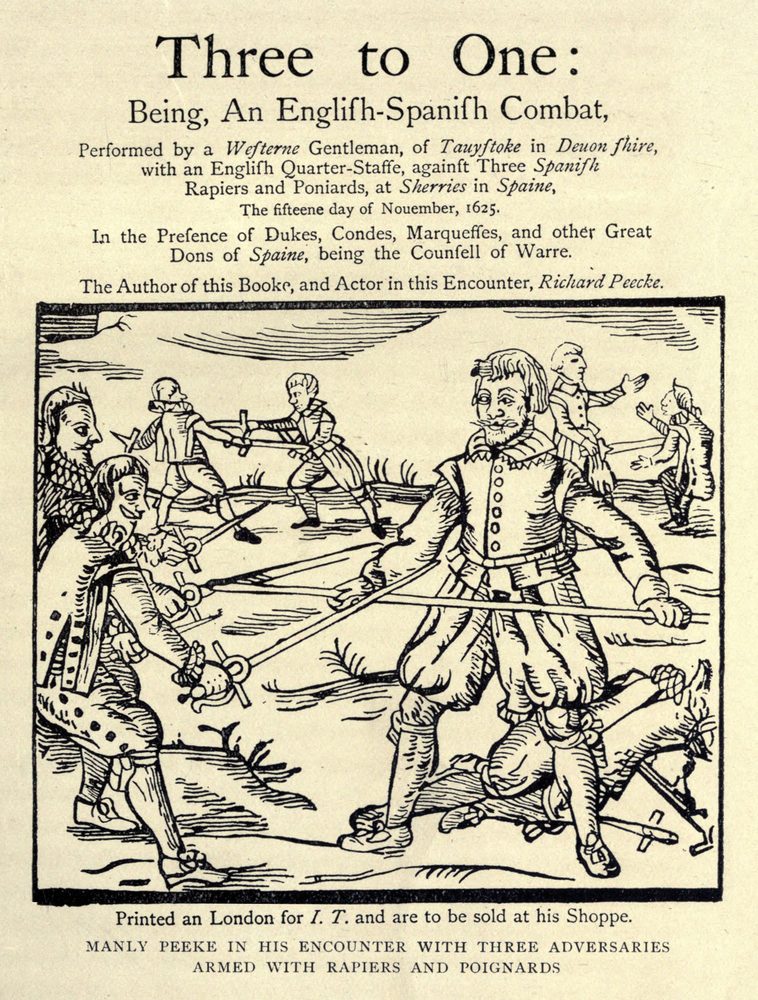 Three to One:
Being, An Engliſh-Spaniſh Combat,
Performed by a Weſterne Gentleman, of Tauyſtoke in Deuon ſhire,
with an Engliſh Quarter-Staffe, againſt Three Spaniſh
Rapiers and Poniards, at Sherries in Spaine,
The fifteene day of Nouember, 1625.
In the Preſence of Dukes, Condes, Marqueſſes, and other Great
Dons of Spaine, being the Counſell of Warre.
The Author of this Booke, and Actor in this Encounter, Richard Peecke.
Printed an London for I. T. and are to be sold at his Shoppe.
MANLY PEEKE IN HIS ENCOUNTER WITH THREE ADVERSARIES
ARMED WITH RAPIERS AND POIGNARDS